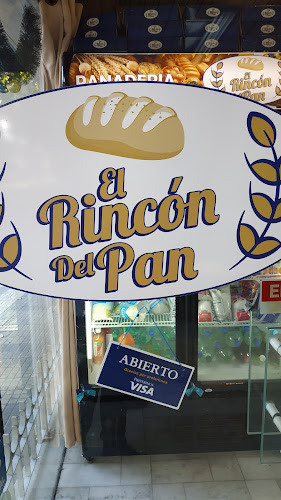 PANADERIA
El
Rincón
Del Pan
El
Rincón
Del Pan
ABIERTO
VISA